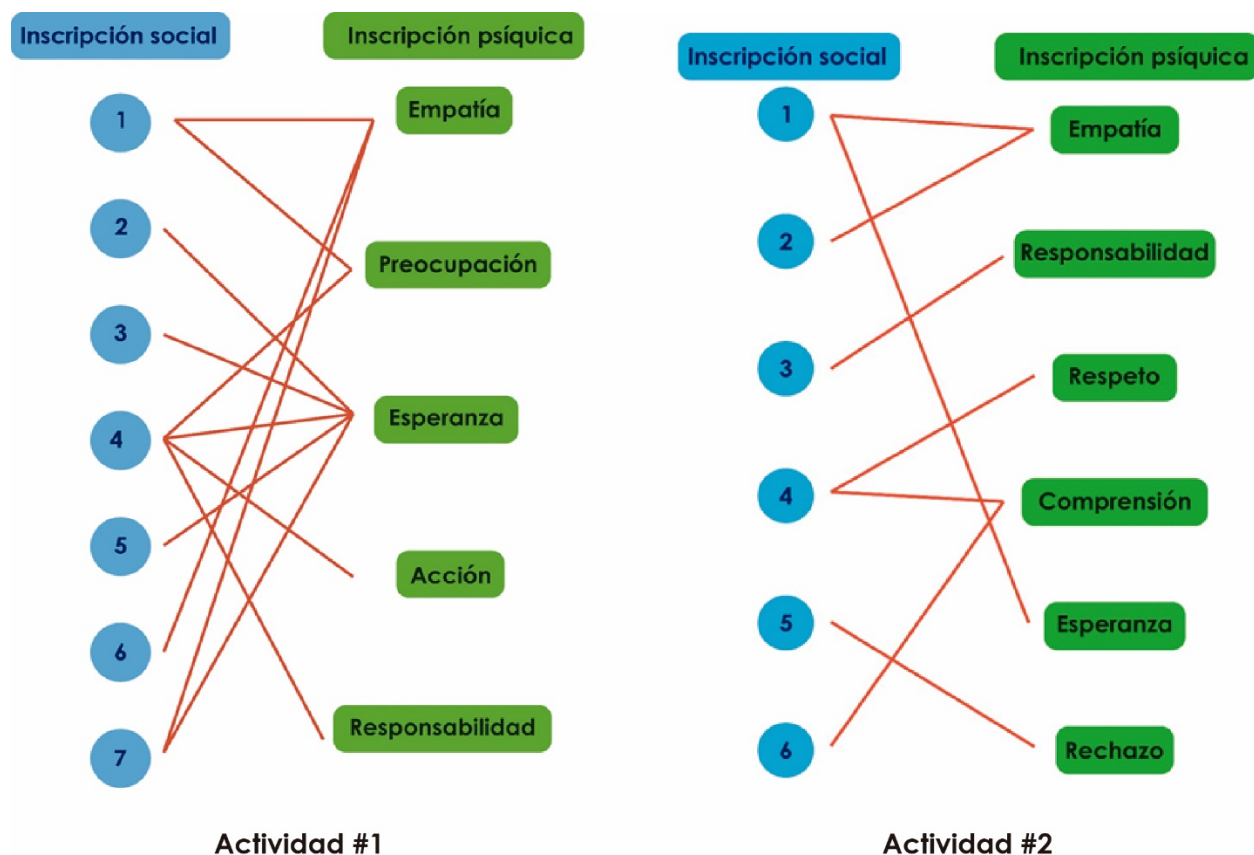 Inscripción social
Inscripción psíquica
1
Empatía
2
Preocupación
3
4
Esperanza
5
Acción
6
Responsabilidad
7
Actividad #1
Inscripción social
Inscripción psíquica
1
Empatía
2
Responsabilidad
3
Respeto
4
Comprensión
5
Esperanza
6
Rechazo
Actividad #2